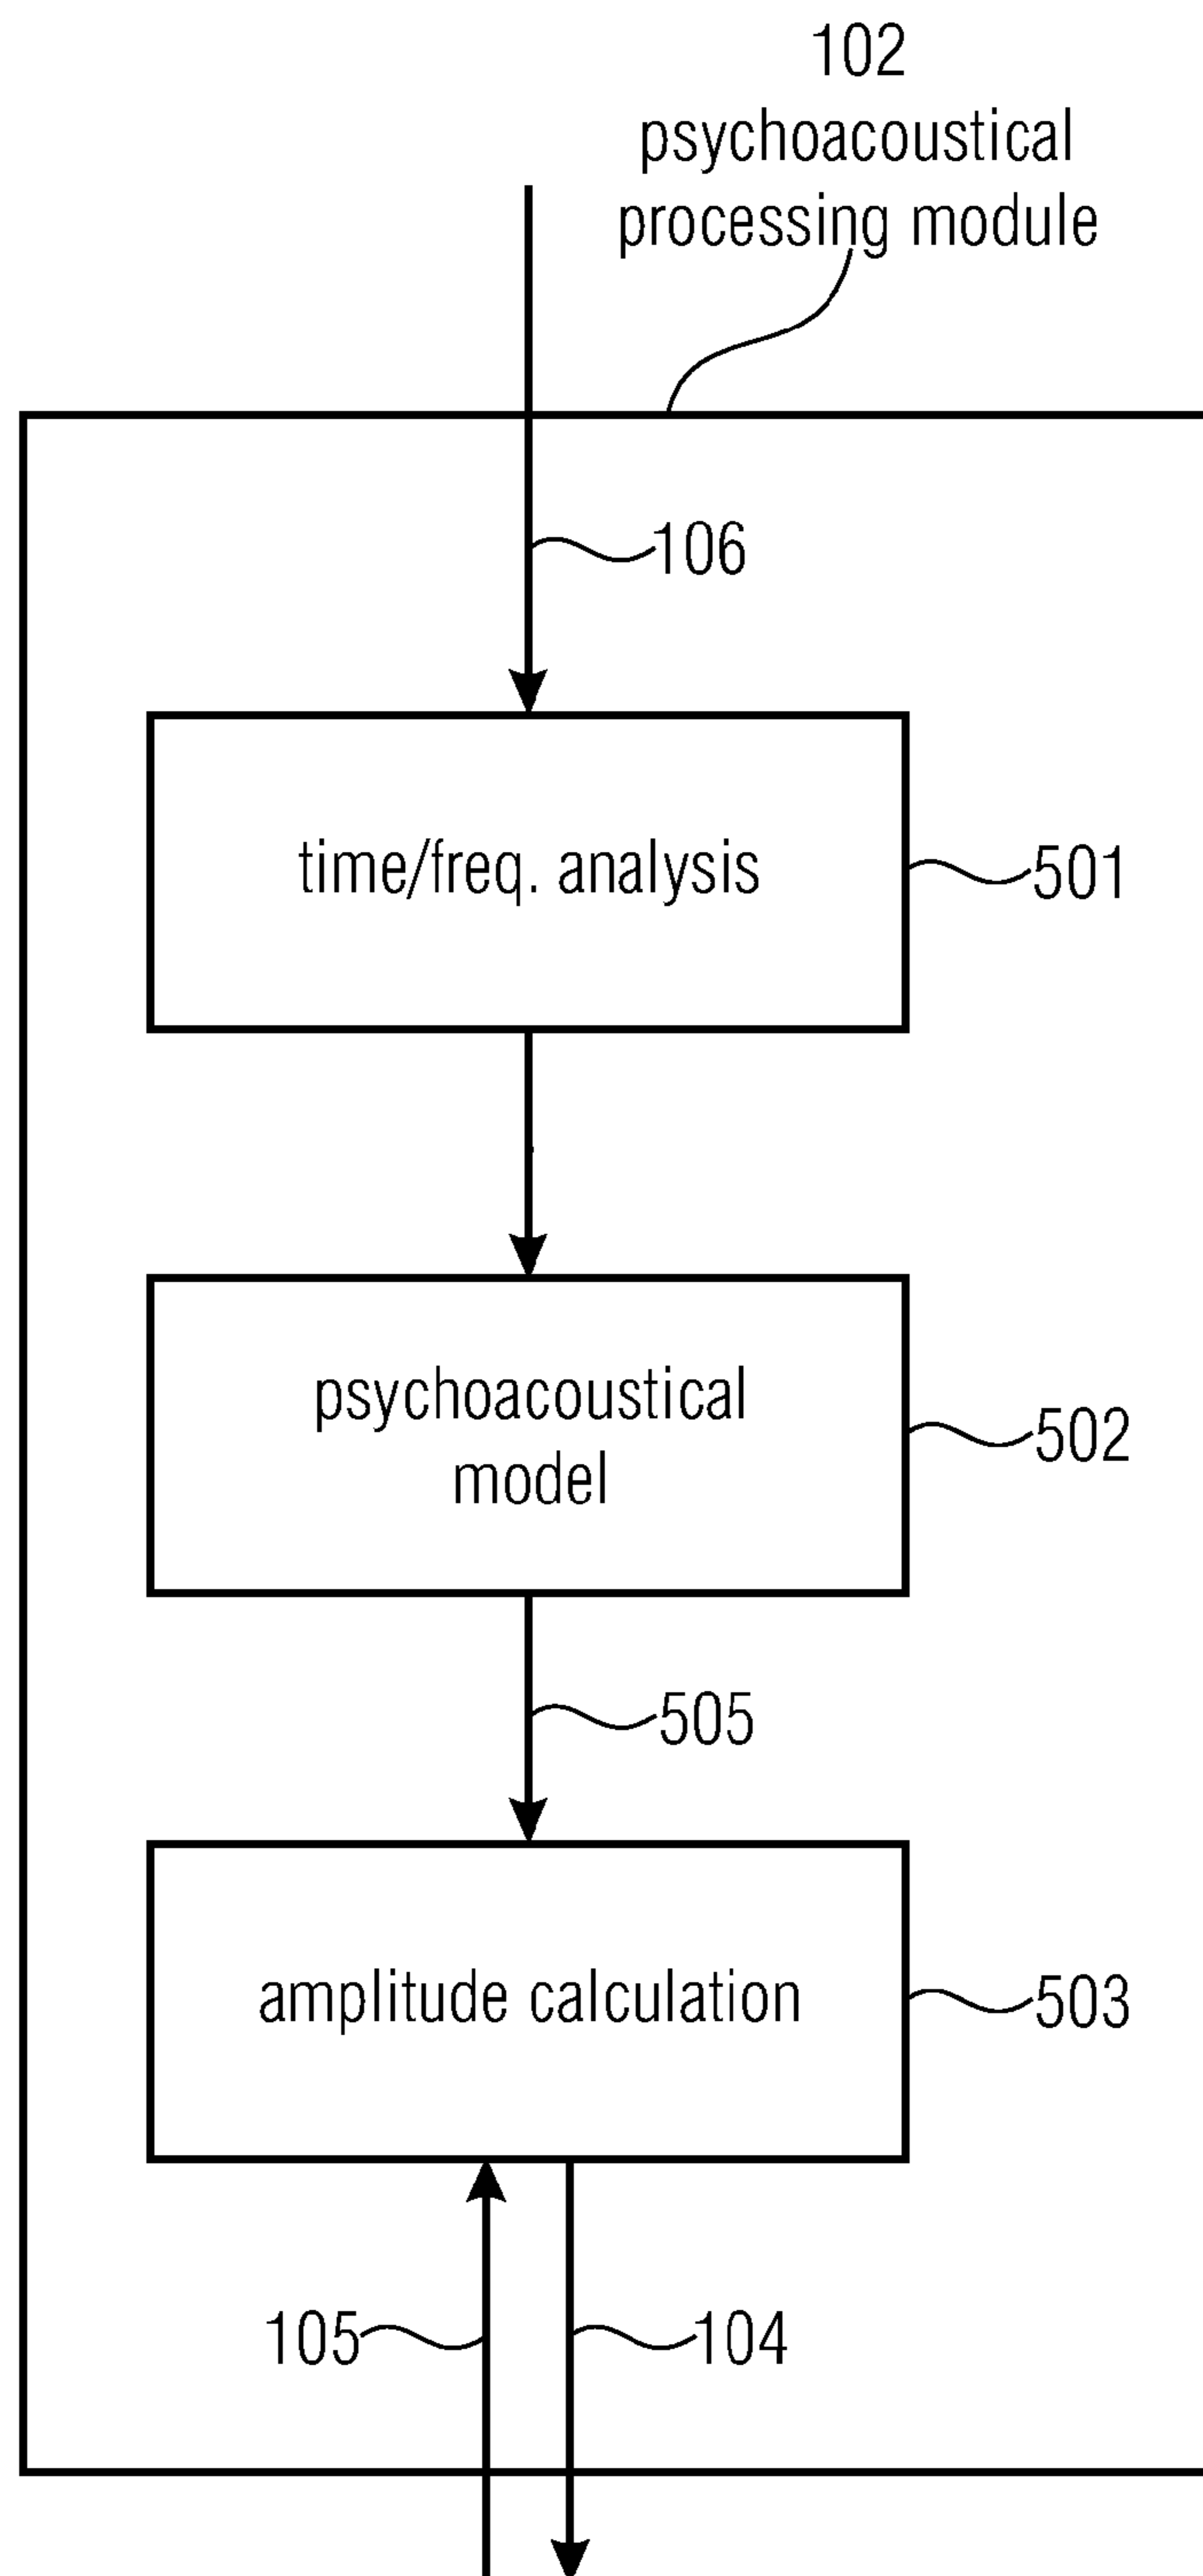 102
psychoacoustical
processing module
106
time/freq. analysis
501
psychoacoustical
model
502
505
amplitude calculation
503
105
104